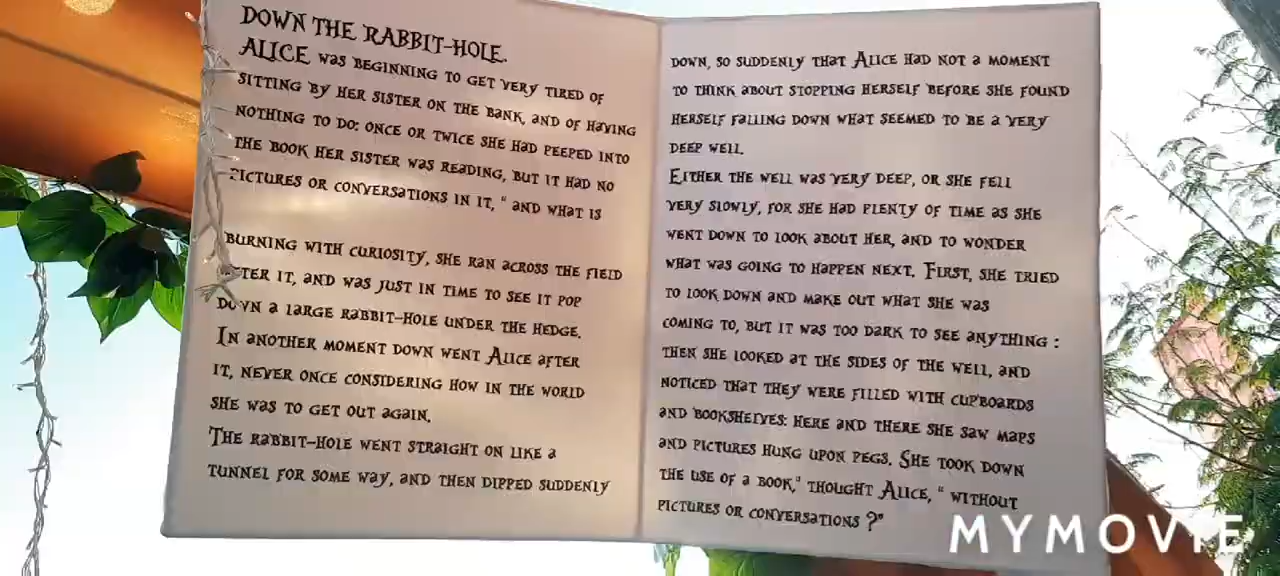 DOWN THE RABBIT-HOLE.
ALICE WAS BEGINNING TO GET VERY TIRED OF
SITTING BY HER SISTER ON THE BANK, AND OF HAVING
NOTHING TO DO: ONCE OR TWICE SHE HAD PEEPED INTO
THE BOOK HER SISTER WAS READING, BUT IT HAD NO
PICTURES OR CONVERSATIONS IN IT, " AND WHAT IS
BURNING WITH CURIOSITY, SHE RAN ACROSS THE FIELD
AFTER IT, AND WAS JUST IN TIME TO SEE IT POP
DOWN A LARGE RABBIT-HOLE UNDER THE HEDGE.
IN ANOTHER MOMENT DOWN WENT ALICE AFTER
IT, NEVER ONCE CONSIDERING HOW IN THE WORLD
SHE WAS TO GET OUT AGAIN.
THE RABBIT-HOLE WENT STRAIGHT ON LIKE A
TUNNEL FOR SOME WAY, AND THEN DIPPED SUDDENLY
DOWN, SO SUDDENLY THAT ALICE HAD NOT A MOMENT
TO THINK ABOUT STOPPING HERSELF BEFORE SHE FOUND
HERSELF FALLING DOWN WHAT SEEMED TO BE A VERY
DEEP WELL.
EITHER THE WELL WAS VERY DEEP, OR SHE FELL
VERY SLOWLY, FOR SHE HAD PLENTY OF TIME AS SHE
WENT DOWN TO LOOK ABOUT HER, AND TO WONDER
WHAT WAS GOING TO HAPPEN NEXT. FIRST, SHE TRIED
TO LOOK DOWN AND MAKE OUT WHAT SHE WAS
COMING TO, BUT IT WAS TOO DARK TO SEE ANYTHING :
THEN SHE LOOKED AT THE SIDES OF THE WELL, AND
NOTICED THAT THEY WERE FILLED WITH CUPBOARDS
AND BOOKSHELVES: HERE AND THERE SHE SAW MAPS
AND PICTURES HUNG UPON PEGS. SHE TOOK DOWN
THE USE OF A BOOK," THOUGHT ALICE, " WITHOUT
PICTURES OR CONVERSATIONS ?"
MYMOVIE